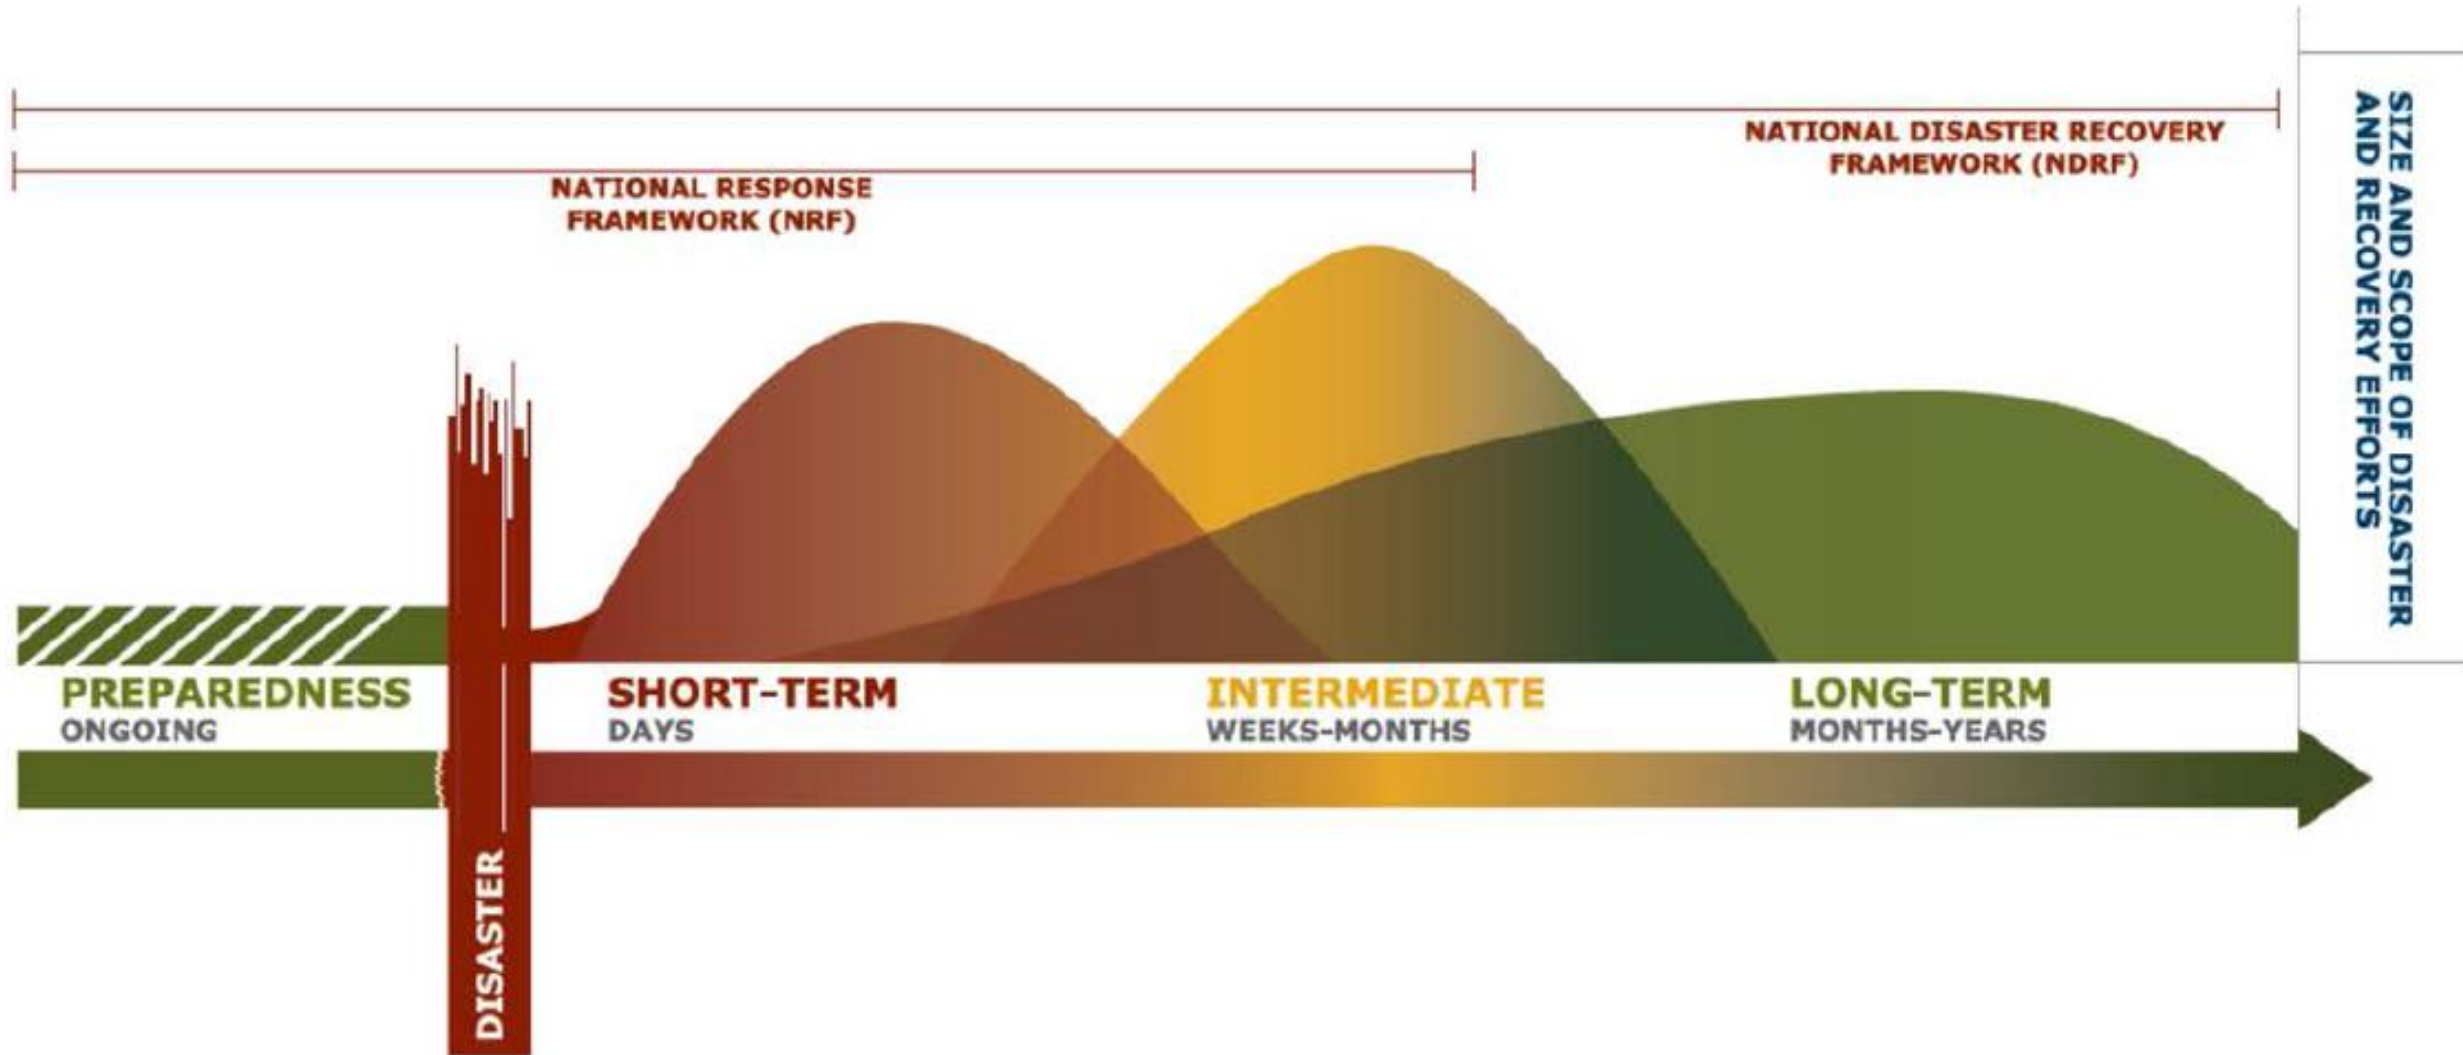 NATIONAL DISASTER RECOVERY
FRAMEWORK (NDRF)
NATIONAL RESPONSE
FRAMEWORK (NRF)
SIZE AND SCOPE OF DISASTER
AND RECOVERY EFFORTS
PREPAREDNESS
ONGOING
SHORT-TERM
DAYS
INTERMEDIATE
WEEKS-MONTHS
LONG-TERM
MONTHS-YEARS
DISASTER